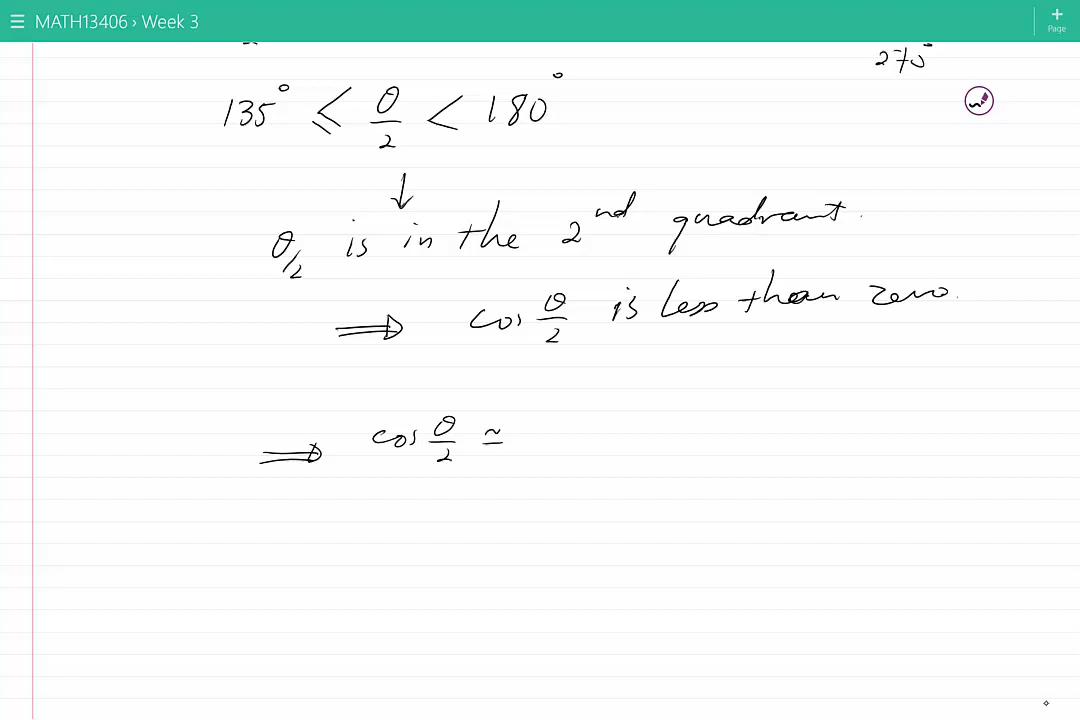 MATH13406 › Week 3
Page
270°
135° ≤ θ/2 < 180°
↓
θ/2 is in the 2nd quadrant.
⟹ cos θ/2 is less than zero.
⟹ cos θ/2 ≃